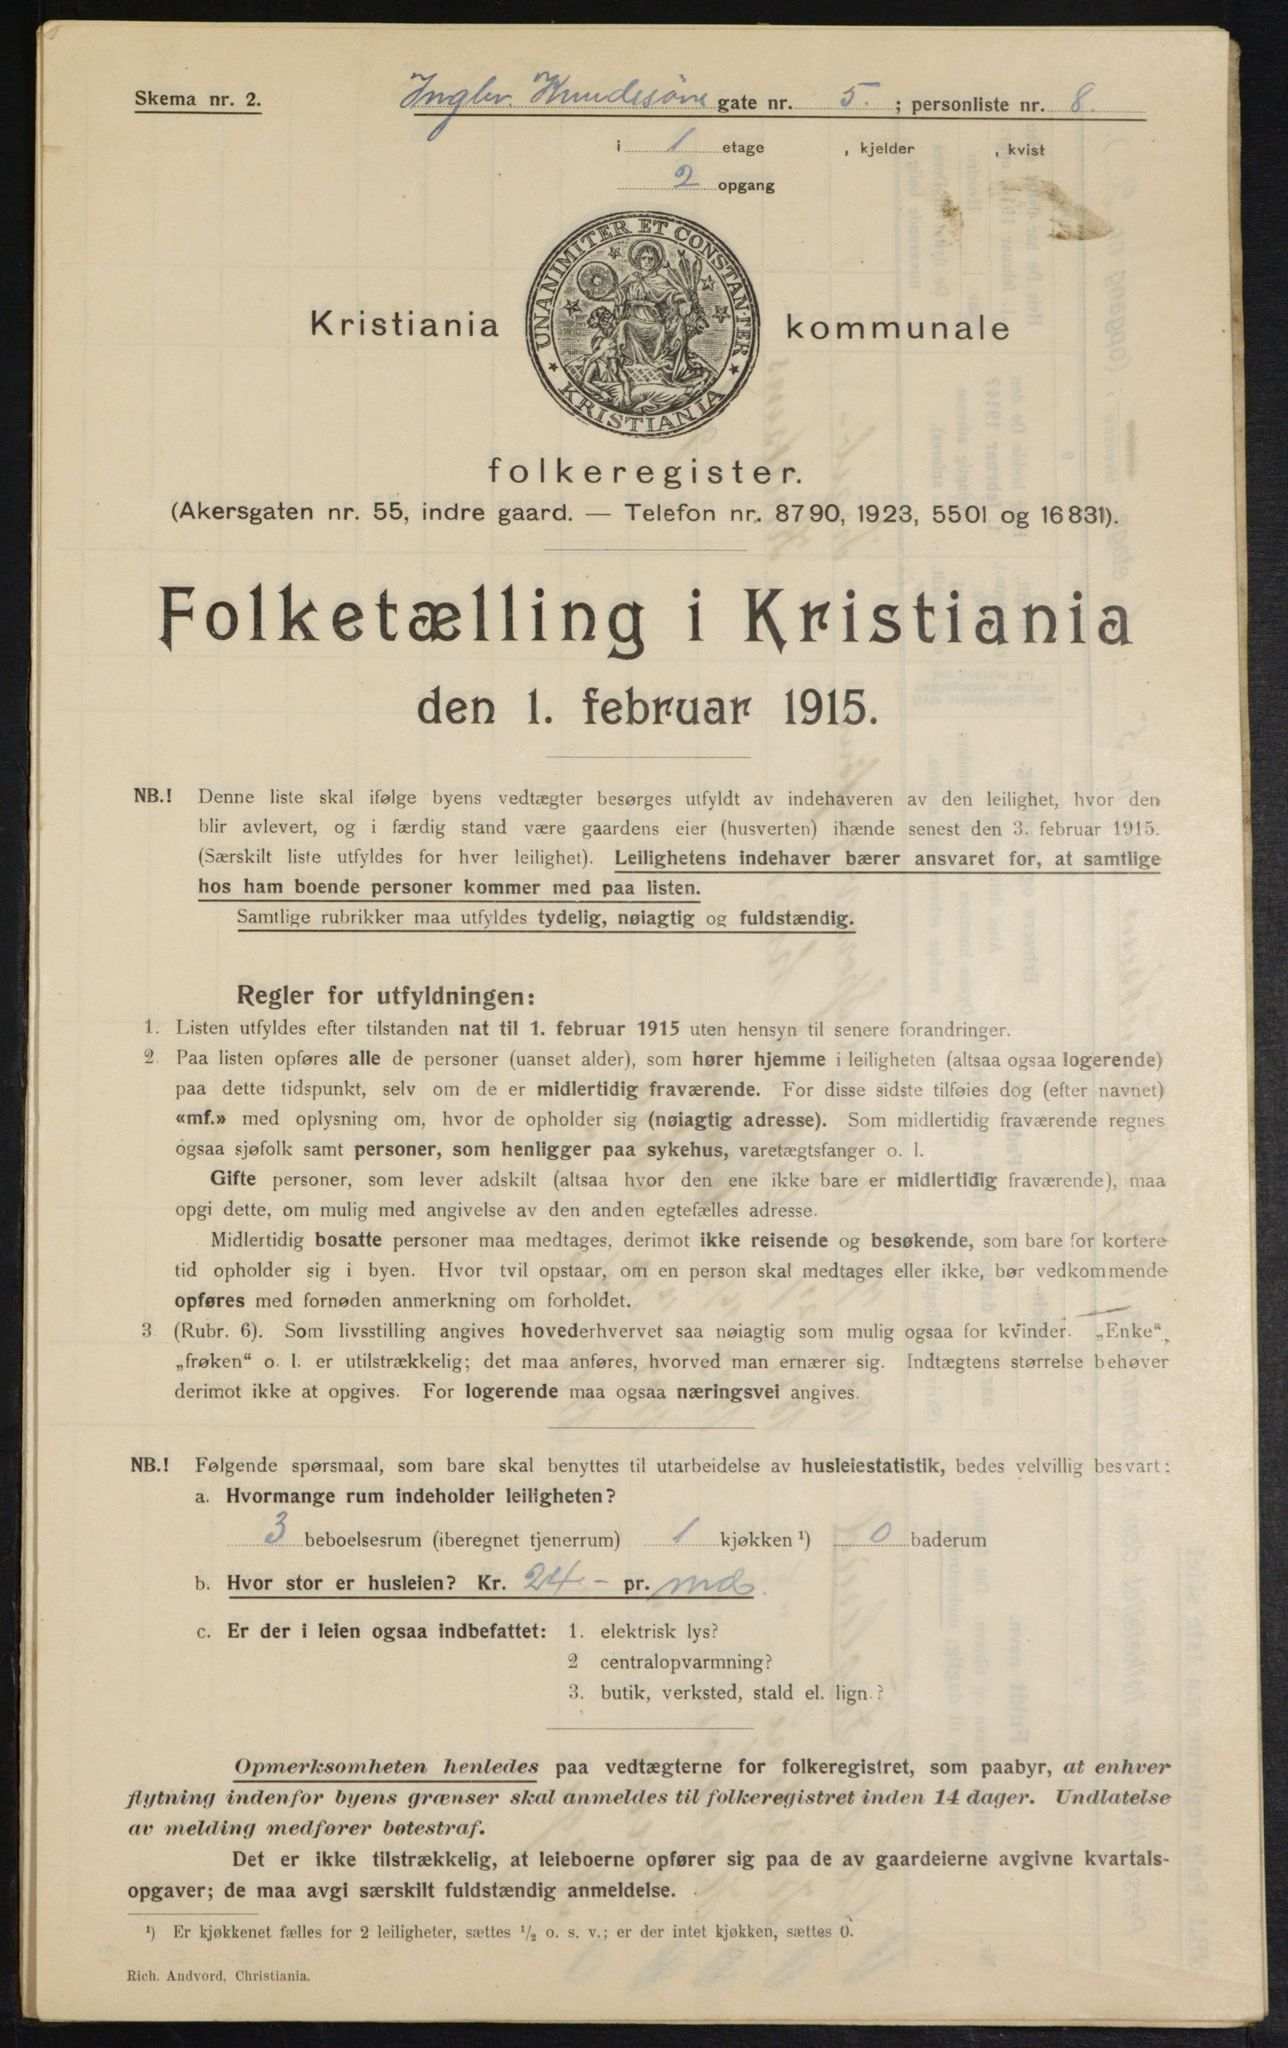 Skema nr. 2.
Inglev. Knudssøns gate nr. 5. ; personliste nr. 8.
i 1 etage , kjelder , kvist
2 opgang
UNANIMITER ET CONSTANTER
KRISTIANIA
Kristiania kommunale
folkeregister.
(Akersgaten nr. 55, indre gaard. — Telefon nr. 8790, 1923, 5501 og 16831).
Folketælling i Kristiania
den 1. februar 1915.
NB.! Denne liste skal ifølge byens vedtægter besørges utfyldt av indehaveren av den leilighet, hvor den
blir avlevert, og i færdig stand være gaardens eier (husverten) ihænde senest den 3. februar 1915.
(Særskilt liste utfyldes for hver leilighet). Leilighetens indehaver bærer ansvaret for, at samtlige
hos ham boende personer kommer med paa listen.
Samtlige rubrikker maa utfyldes tydelig, nøiagtig og fuldstændig.
Regler for utfyldningen:
1. Listen utfyldes efter tilstanden nat til 1. februar 1915 uten hensyn til senere forandringer.
2. Paa listen opføres alle de personer (uanset alder), som hører hjemme i leiligheten (altsaa ogsaa logerende)
paa dette tidspunkt, selv om de er midlertidig fraværende. For disse sidste tilføies dog (efter navnet)
«mf.» med oplysning om, hvor de opholder sig (nøiagtig adresse). Som midlertidig fraværende regnes
ogsaa sjøfolk samt personer, som henligger paa sykehus, varetægtsfanger o. l.
Gifte personer, som lever adskilt (altsaa hvor den ene ikke bare er midlertidig fraværende), maa
opgi dette, om mulig med angivelse av den anden egtefælles adresse.
Midlertidig bosatte personer maa medtages, derimot ikke reisende og besøkende, som bare for kortere
tid opholder sig i byen. Hvor tvil opstaar, om en person skal medtages eller ikke, bør vedkommende
opføres med fornøden anmerkning om forholdet.
3 (Rubr. 6). Som livsstilling angives hovederhvervet saa nøiagtig som mulig ogsaa for kvinder. „Enke“,
„frøken“ o. l. er utilstrækkelig; det maa anføres, hvorved man ernærer sig. Indtægtens størrelse behøver
derimot ikke at opgives. For logerende maa ogsaa næringsvei angives.
NB.! Følgende spørsmaal, som bare skal benyttes til utarbeidelse av husleiestatistik, bedes velvillig besvart:
a. Hvormange rum indeholder leiligheten?
3 beboelsesrum (iberegnet tjenerrum) 1 kjøkken ¹) 0 baderum
b. Hvor stor er husleien? Kr. 24 - pr. md.
c. Er der i leien ogsaa indbefattet: 1. elektrisk lys?
2 centralopvarmning?
3. butik, verksted, stald el. lign.?
Opmerksomheten henledes paa vedtægterne for folkeregistret, som paabyr, at enhver
flytning indenfor byens grænser skal anmeldes til folkeregistret inden 14 dager. Undlatelse
av melding medfører bøtestraf.
Det er ikke tilstrækkelig, at leieboerne opfører sig paa de av gaardeierne avgivne kvartals-
opgaver; de maa avgi særskilt fuldstændig anmeldelse.
¹) Er kjøkkenet fælles for 2 leiligheter, sættes ½ o. s. v.; er der intet kjøkken, sættes 0.
Rich. Andvord, Christiania.